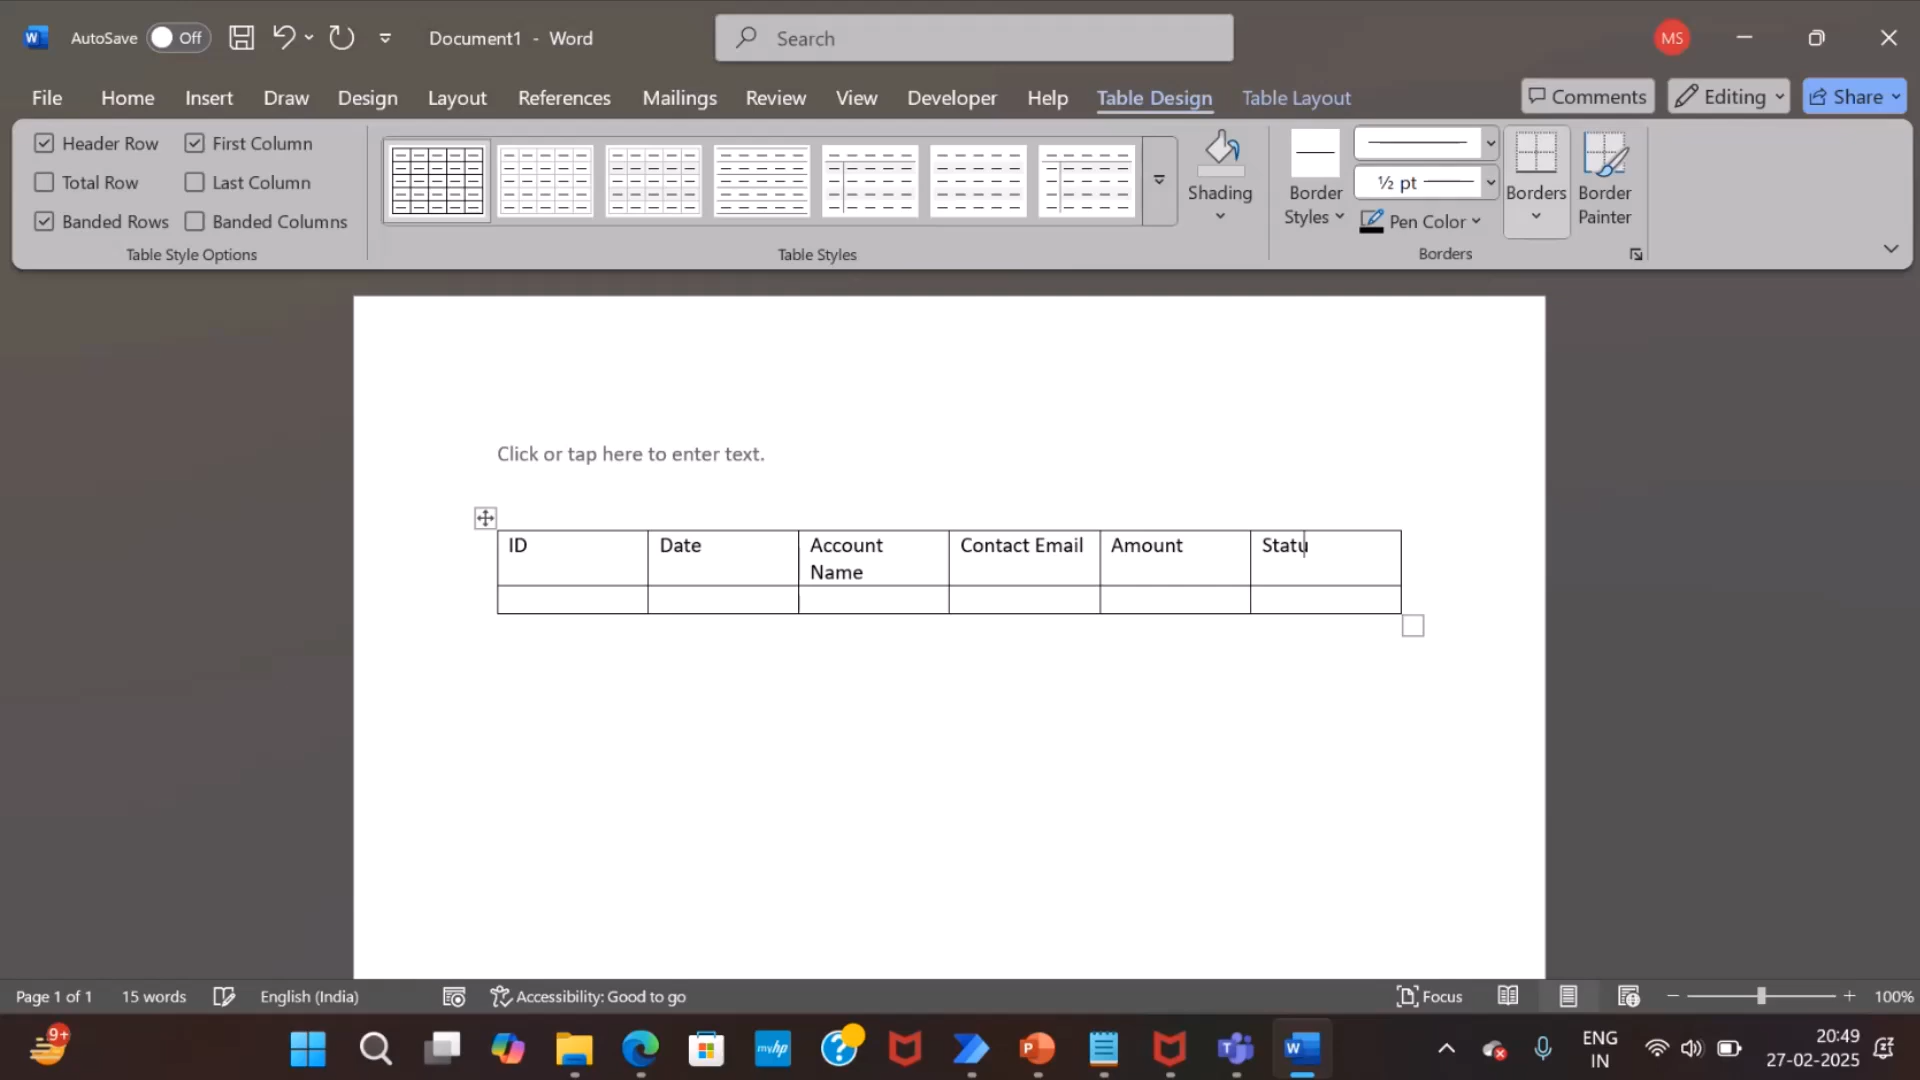 AutoSave Off Document1 - Word Search MS
File Home Insert Draw Design Layout References Mailings Review View Developer Help Table Design Table Layout Comments Editing Share
Header Row First Column
Total Row Last Column
Banded Rows Banded Columns
Table Style Options
Table Styles
Shading
Border Styles
½ pt
Pen Color
Borders
Border Painter
Borders
Click or tap here to enter text.
ID Date Account Contact Email Amount Statu
Name
Page 1 of 1 15 words English (India) Accessibility: Good to go Focus 100%
9+ myhp P W ENG 20:49
IN 27-02-2025